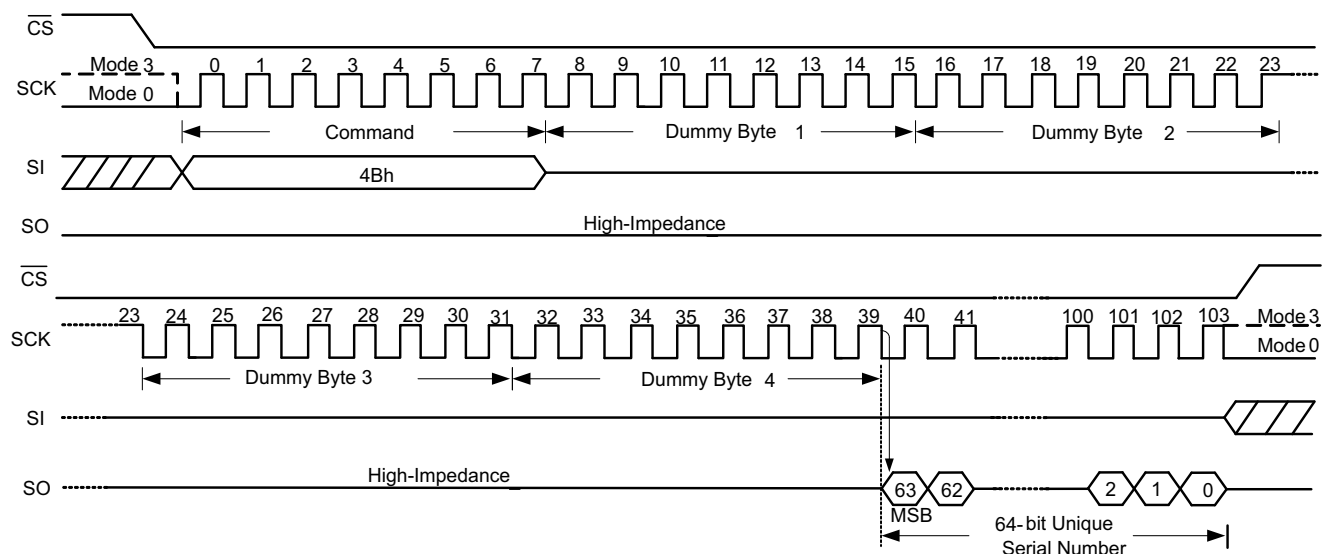 CS
Mode 3 0 1 2 3 4 5 6 7 8 9 10 11 12 13 14 15 16 17 18 19 20 21 22 23
SCK
Mode 0
Command Dummy Byte 1 Dummy Byte 2
SI
4Bh
SO High-Impedance
CS
23 24 25 26 27 28 29 30 31 32 33 34 35 36 37 38 39 40 41 100 101 102 103 Mode 3
SCK
Mode 0
Dummy Byte 3 Dummy Byte 4
SI
High-Impedance
SO 63 62 2 1 0
MSB
64-bit Unique
Serial Number